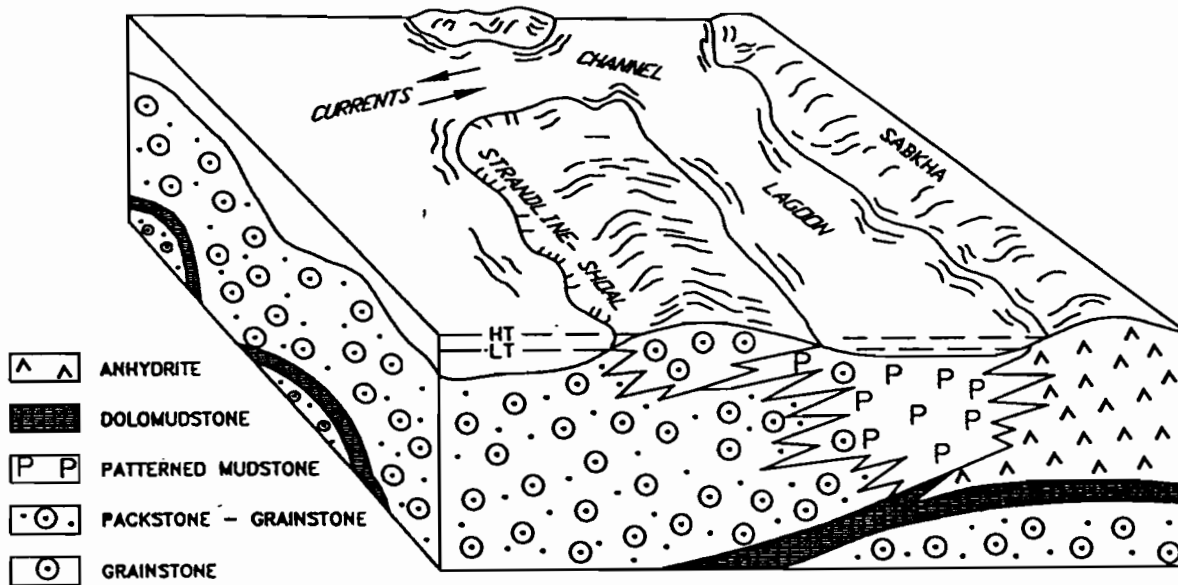 CHANNEL
CURRENTS
SABKHA
STRANDLINE-SHOAL
LAGOON
HT
LT
ANHYDRITE
DOLOMUDSTONE
P P PATTERNED MUDSTONE
PACKSTONE - GRAINSTONE
GRAINSTONE
P
P P P
P P P
P P
P